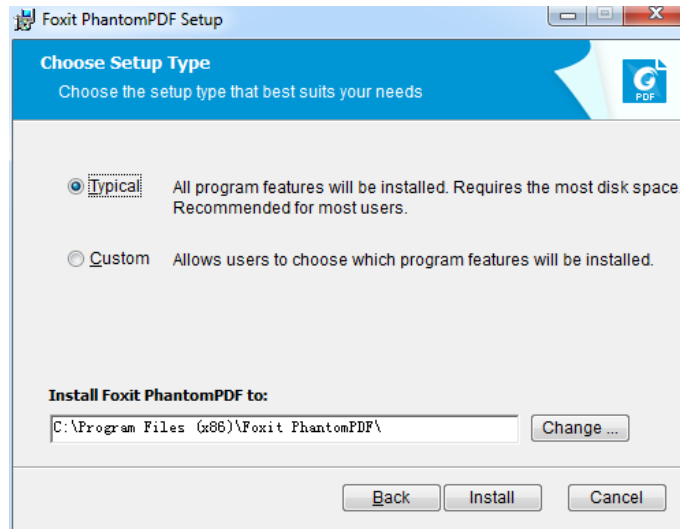 Foxit PhantomPDF Setup
Choose Setup Type
Choose the setup type that best suits your needs
PDF
Typical
All program features will be installed. Requires the most disk space.
Recommended for most users.
Custom
Allows users to choose which program features will be installed.
Install Foxit PhantomPDF to:
C:\Program Files (x86)\Foxit PhantomPDF\
Change ...
Back
Install
Cancel